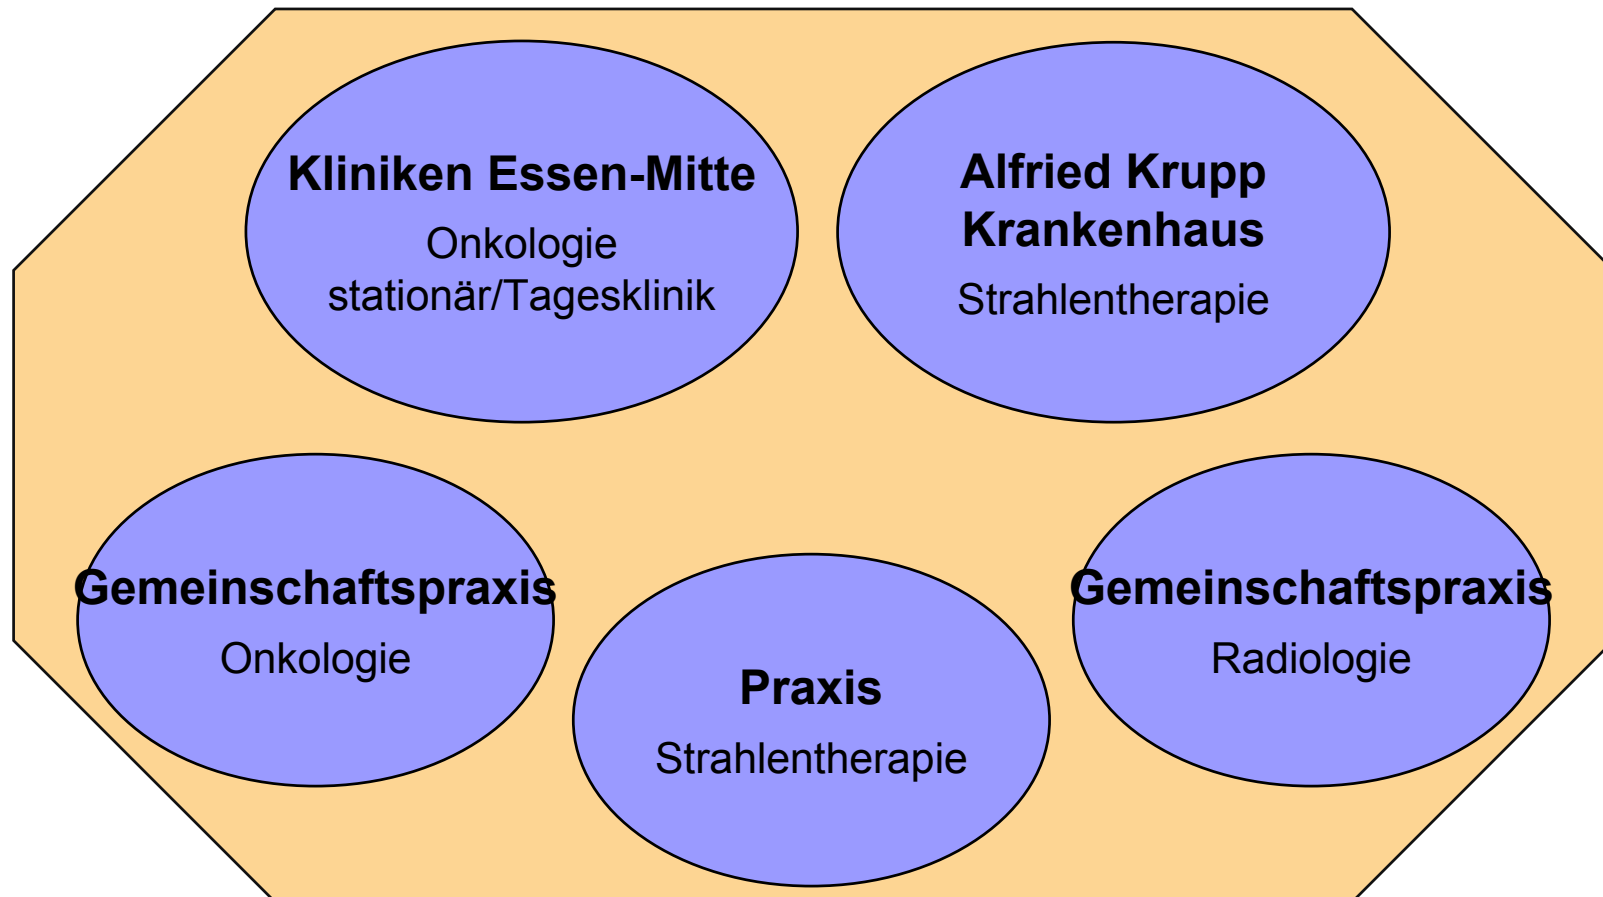 Kliniken Essen-Mitte
Onkologie
stationär/Tagesklinik
Alfried Krupp
Krankenhaus
Strahlentherapie
Gemeinschaftspraxis
Onkologie
Praxis
Strahlentherapie
Gemeinschaftspraxis
Radiologie